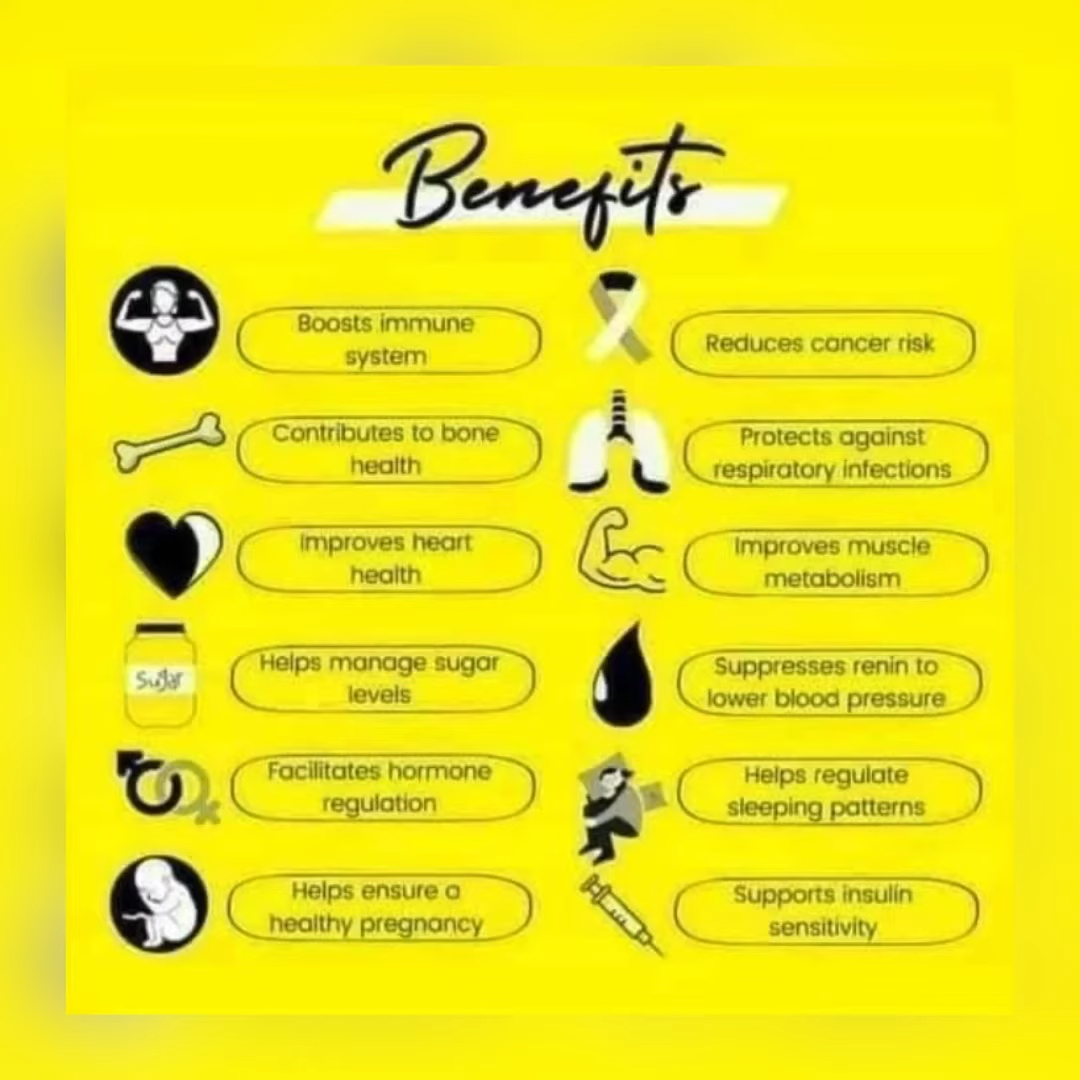 Benefits
Boosts immune
system
Reduces cancer risk
Contributes to bone
health
Protects against
respiratory infections
Improves heart
health
Improves muscle
metabolism
Sugar
Helps manage sugar
levels
Suppresses renin to
lower blood pressure
Facilitates hormone
regulation
Helps regulate
sleeping patterns
Helps ensure a
healthy pregnancy
Supports insulin
sensitivity